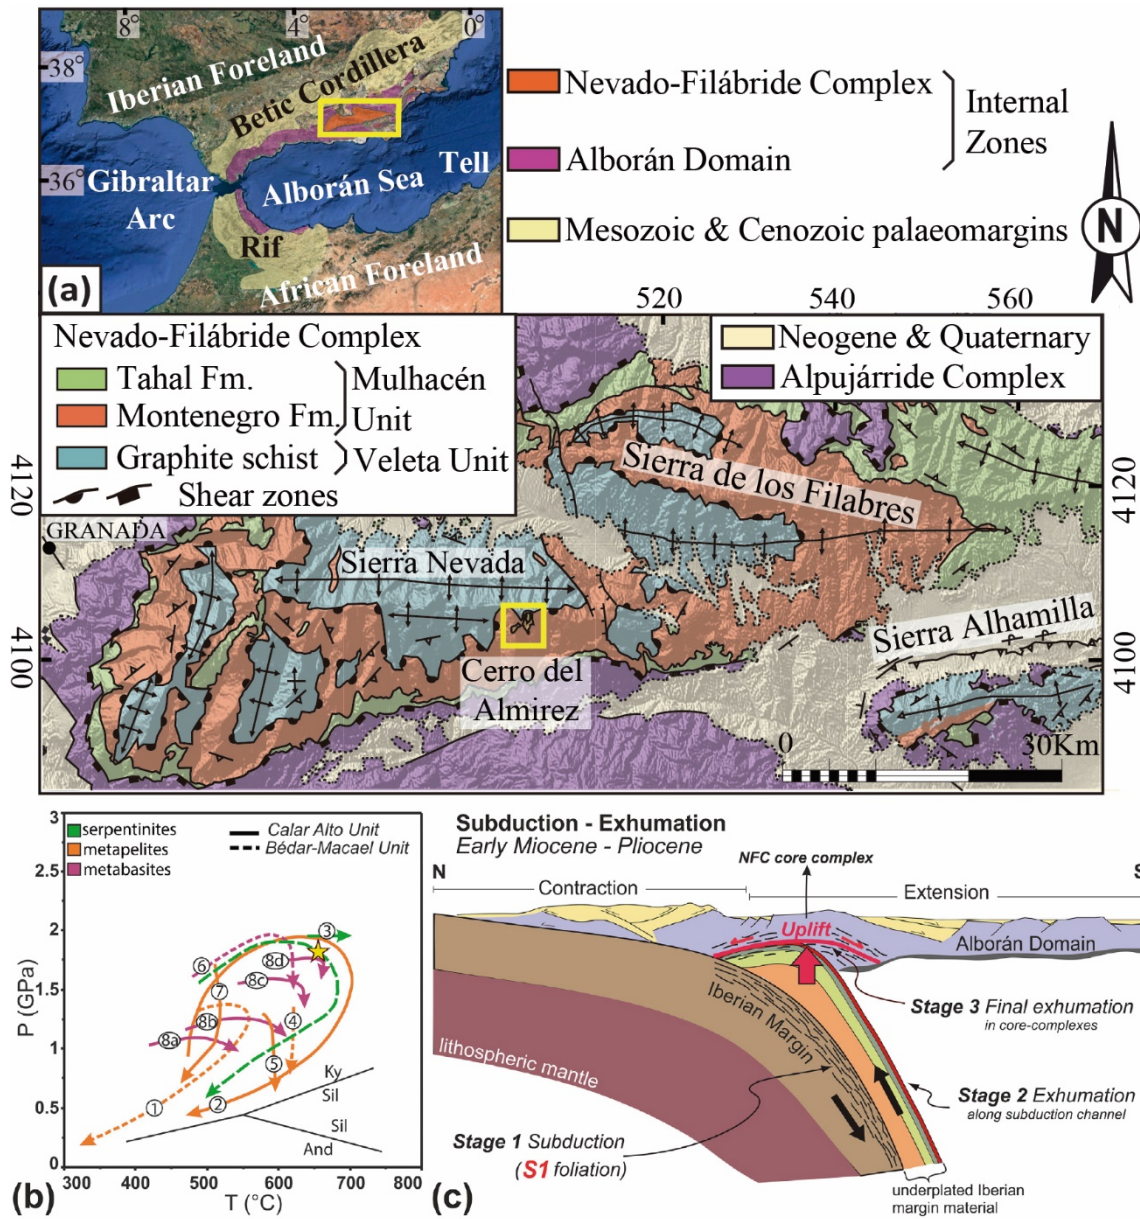 8
4
0
38
36
Iberian Foreland
Betic Cordillera
Gibraltar
Arc
Alborán Sea
Tell
Rif
African Foreland
(a)
Nevado-Filábride Complex
Internal
Zones
Alborán Domain
Mesozoic & Cenozoic palaeomargins
N
520
540
560
Nevado-Filábride Complex
Tahal Fm.
Mulhacén
Montenegro Fm.
Unit
Graphite schist
Veleta Unit
Shear zones
Neogene & Quaternary
Alpujárride Complex
4120
4120
GRANADA
Sierra de los Filabres
Sierra Nevada
Sierra Alhamilla
4100
4100
Cerro del
Almirez
0
30Km
3
2.5
2
1.5
1
0.5
0
P (GPa)
serpentinites
metapelites
metabasites
Calar Alto Unit
Bédar-Macael Unit
3
6
8d
8c
7
8b
8a
4
5
1
2
Ky
Sil
Sil
And
300
400
500
600
700
800
T (°C)
(b)
Subduction - Exhumation
Early Miocene - Pliocene
NFC core complex
N
S
Contraction
Extension
Uplift
Alborán Domain
Iberian Margin
lithospheric mantle
Stage 3 Final exhumation
in core-complexes
Stage 2 Exhumation
along subduction channel
Stage 1 Subduction
(S1 foliation)
underplated Iberian
margin material
(c)